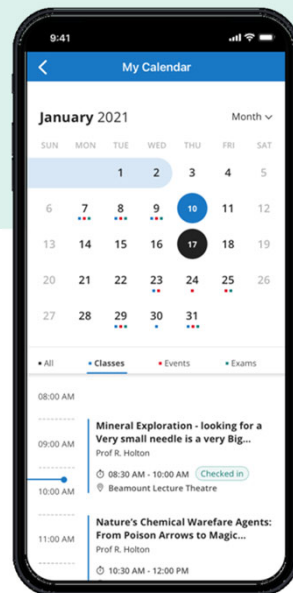 9:41
My Calendar
January 2021 Month
SUN MON TUE WED THU FRI SAT
1 2 3 4 5
6 7 8 9 10 11 12
13 14 15 16 17 18 19
20 21 22 23 24 25 26
27 28 29 30 31
• All • Classes • Events • Exams
08:00 AM
Mineral Exploration - looking for a
09:00 AM Very small needle is a very Big...
Prof R. Holton
08:30 AM - 10:00 AM Checked in
10:00 AM Beamount Lecture Theatre
Nature's Chemical Warefare Agents:
11:00 AM From Poison Arrows to Magic...
Prof R. Holton
10:30 AM - 12:00 PM